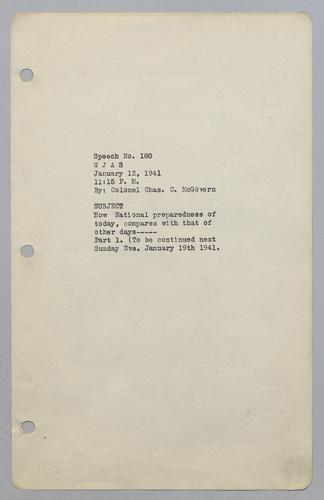 Speech No. 180
W J A S
January 12, 1941
11:15 P. M.
By: Colonel Chas. C. McGovern
SUBJECT
How National preparedness of
today, compares with that of
other days-----
Part 1. (To be continued next
Sunday Eve. January 19th 1941.